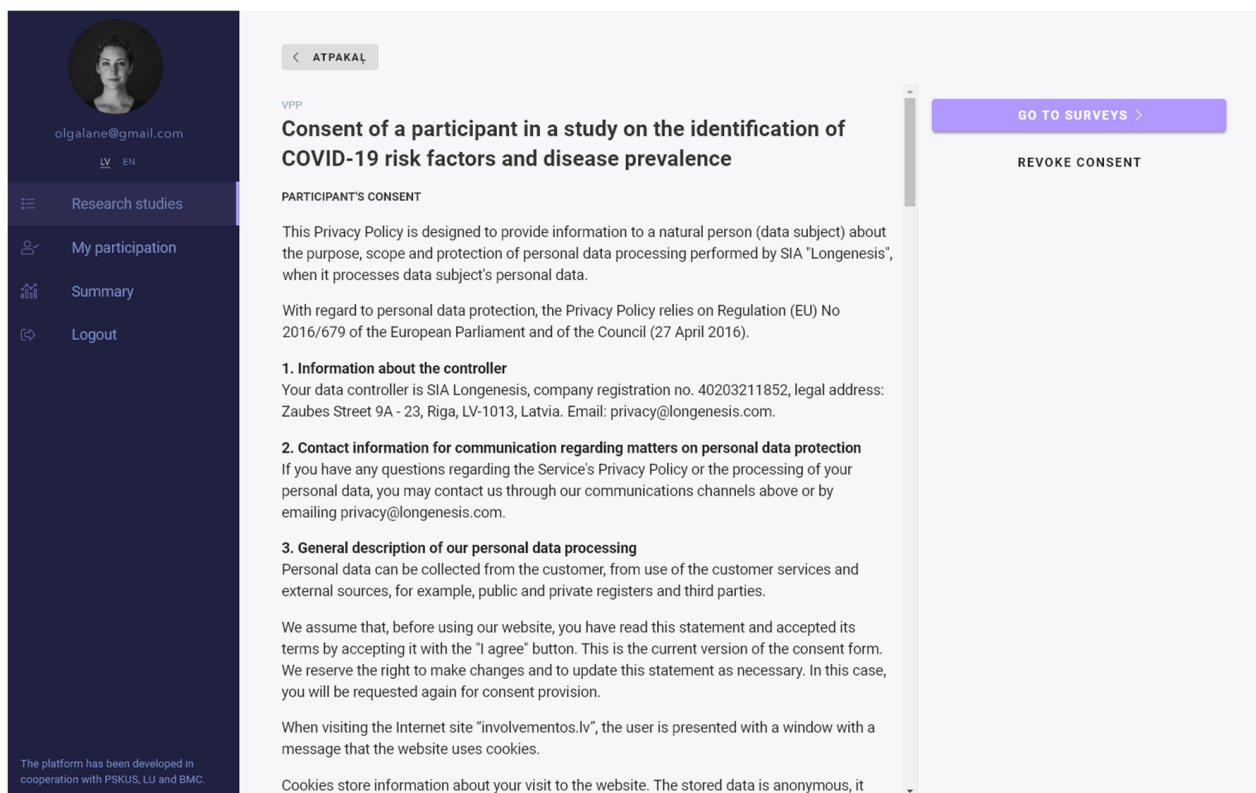 olgalane@gmail.com
LV EN
Research studies
My participation
Summary
Logout
The platform has been developed in
cooperation with PSKUS, LU and BMC.
ATPAKAĻ
VPP
Consent of a participant in a study on the identification of
COVID-19 risk factors and disease prevalence
PARTICIPANT'S CONSENT
This Privacy Policy is designed to provide information to a natural person (data subject) about
the purpose, scope and protection of personal data processing performed by SIA "Longenesis",
when it processes data subject's personal data.
With regard to personal data protection, the Privacy Policy relies on Regulation (EU) No
2016/679 of the European Parliament and of the Council (27 April 2016).
1. Information about the controller
Your data controller is SIA Longenesis, company registration no. 40203211852, legal address:
Zaubes Street 9A - 23, Riga, LV-1013, Latvia. Email: privacy@longenesis.com.
2. Contact information for communication regarding matters on personal data protection
If you have any questions regarding the Service's Privacy Policy or the processing of your
personal data, you may contact us through our communications channels above or by
emailing privacy@longenesis.com.
3. General description of our personal data processing
Personal data can be collected from the customer, from use of the customer services and
external sources, for example, public and private registers and third parties.
We assume that, before using our website, you have read this statement and accepted its
terms by accepting it with the "I agree" button. This is the current version of the consent form.
We reserve the right to make changes and to update this statement as necessary. In this case,
you will be requested again for consent provision.
When visiting the Internet site “involvementos.lv”, the user is presented with a window with a
message that the website uses cookies.
Cookies store information about your visit to the website. The stored data is anonymous, it
GO TO SURVEYS
REVOKE CONSENT